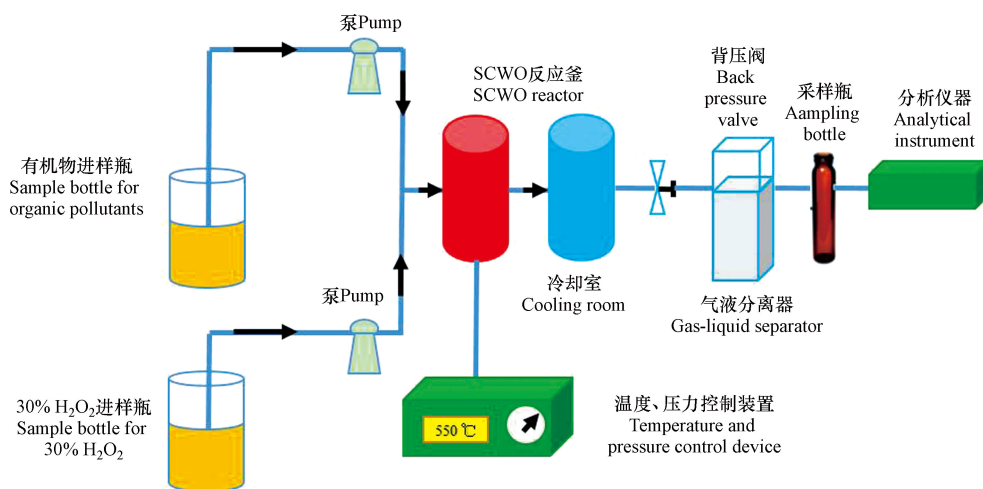 泵Pump
有机物进样瓶
Sample bottle for
organic pollutants
SCWO反应釜
SCWO reactor
冷却室
Cooling room
背压阀
Back
pressure
valve
采样瓶
Aampling
bottle
分析仪器
Analytical
instrument
气液分离器
Gas-liquid separator
泵Pump
30% H₂O₂进样瓶
Sample bottle for
30% H₂O₂
550 ℃
温度、压力控制装置
Temperature and
pressure control device